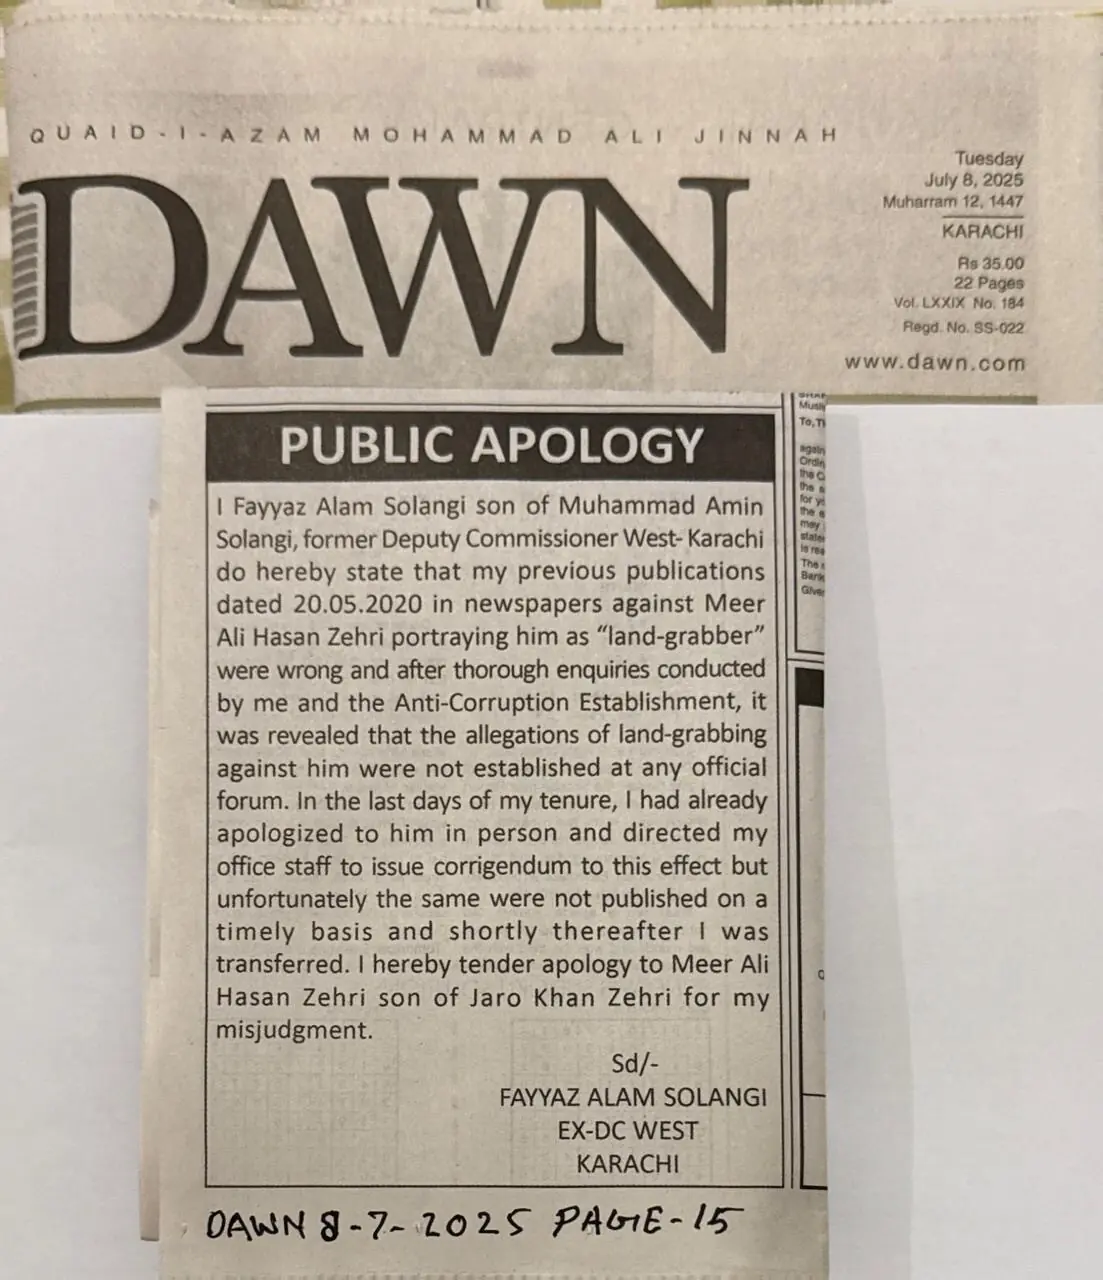 QUAID-I-AZAM MOHAMMAD ALI JINNAH
DAWN
Tuesday
July 8, 2025
Muharram 12, 1447
KARACHI
Rs 35.00
22 Pages
Vol. LXXIX No. 184
Regd. No. SS-022
www.dawn.com
PUBLIC APOLOGY
I Fayyaz Alam Solangi son of Muhammad Amin
Solangi, former Deputy Commissioner West- Karachi
do hereby state that my previous publications
dated 20.05.2020 in newspapers against Meer
Ali Hasan Zehri portraying him as “land-grabber”
were wrong and after thorough enquiries conducted
by me and the Anti-Corruption Establishment, it
was revealed that the allegations of land-grabbing
against him were not established at any official
forum. In the last days of my tenure, I had already
apologized to him in person and directed my
office staff to issue corrigendum to this effect but
unfortunately the same were not published on a
timely basis and shortly thereafter I was
transferred. I hereby tender apology to Meer Ali
Hasan Zehri son of Jaro Khan Zehri for my
misjudgment.
Sd/-
FAYYAZ ALAM SOLANGI
EX-DC WEST
KARACHI
DAWN 8-7-2025 PAGE-15
To,
the
the
for
the
may
The
Bank